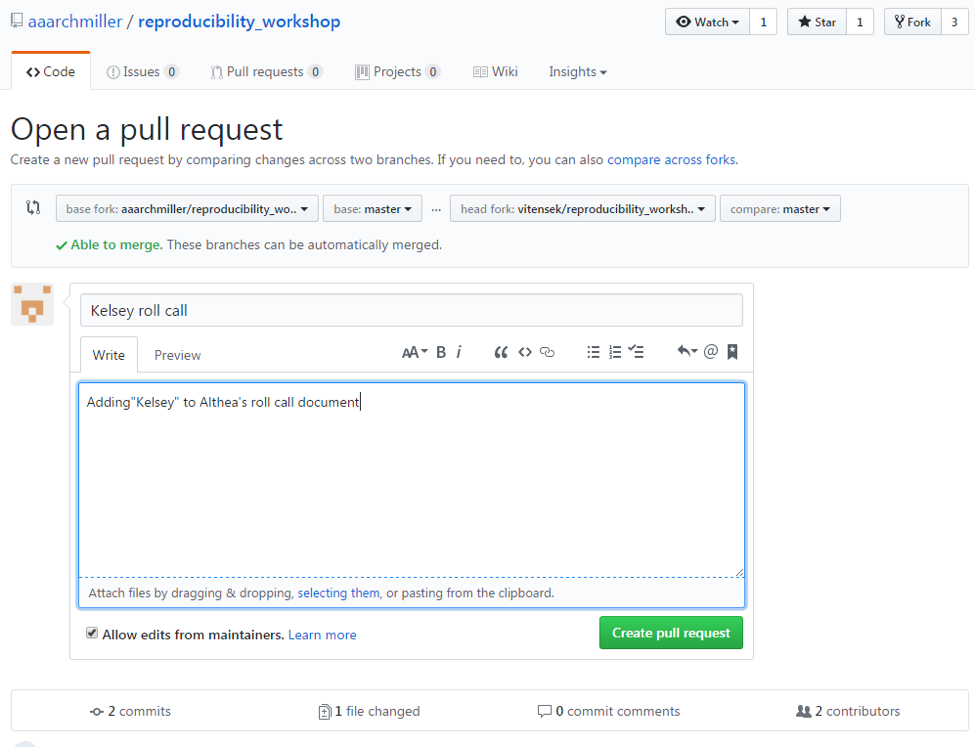 aaarchmiller / reproducibility_workshop
Watch 1 Star 1 Fork 3
Code Issues 0 Pull requests 0 Projects 0 Wiki Insights
Open a pull request
Create a new pull request by comparing changes across two branches. If you need to, you can also compare across forks.
base fork: aaarchmiller/reproducibility_wo.. base: master ... head fork: vitensek/reproducibility_worksh.. compare: master
Able to merge. These branches can be automatically merged.
Kelsey roll call
Write Preview AA B i “ <> @
Adding"Kelsey" to Althea's roll call document
Attach files by dragging & dropping, selecting them, or pasting from the clipboard.
Allow edits from maintainers. Learn more Create pull request
2 commits 1 file changed 0 commit comments 2 contributors